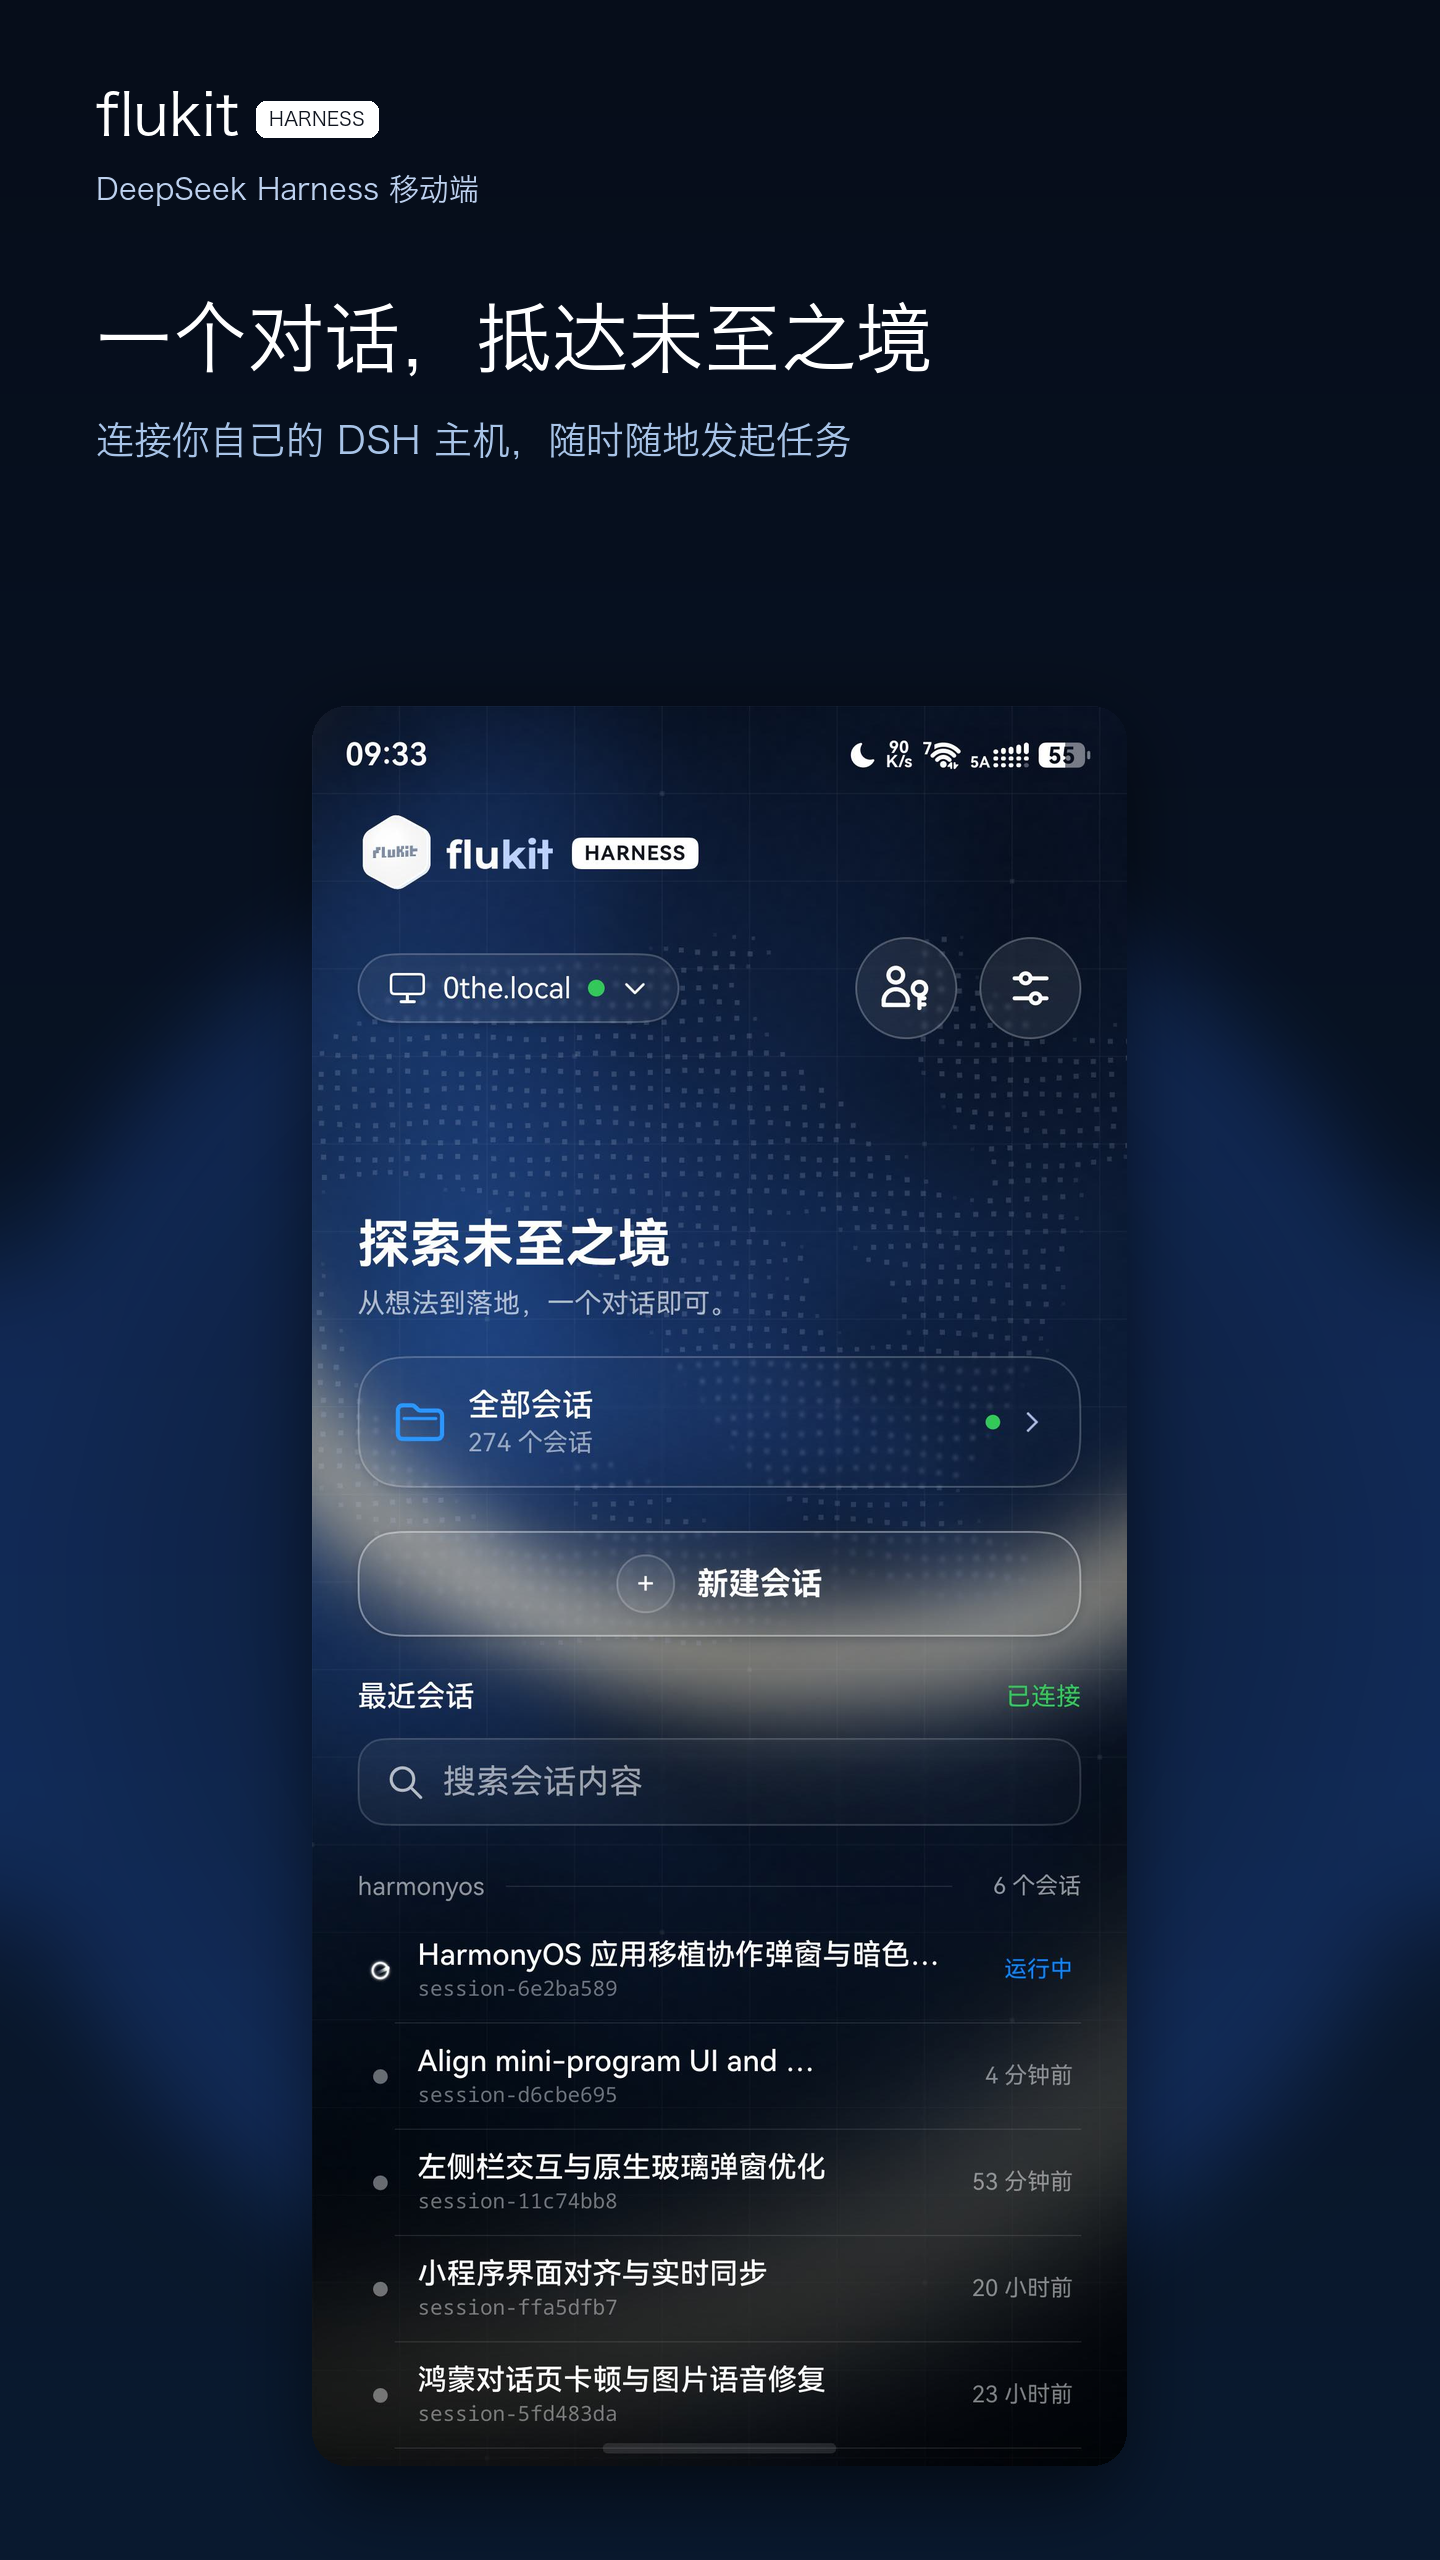 flukit HARNESS
DeepSeek Harness 移动端
一个对话，抵达未至之境
连接你自己的 DSH 主机，随时随地发起任务
09:33 90 K/s 7 5A 55
fluKit flukit HARNESS
0the.local
探索未至之境
从想法到落地，一个对话即可。
全部会话
274 个会话
+ 新建会话
最近会话 已连接
搜索会话内容
harmonyos 6 个会话
HarmonyOS 应用移植协作弹窗与暗色... 运行中
session-6e2ba589
Align mini-program UI and ... 4 分钟前
session-d6cbe695
左侧栏交互与原生玻璃弹窗优化 53 分钟前
session-11c74bb8
小程序界面对齐与实时同步 20 小时前
session-ffa5dfb7
鸿蒙对话页卡顿与图片语音修复 23 小时前
session-5fd483da